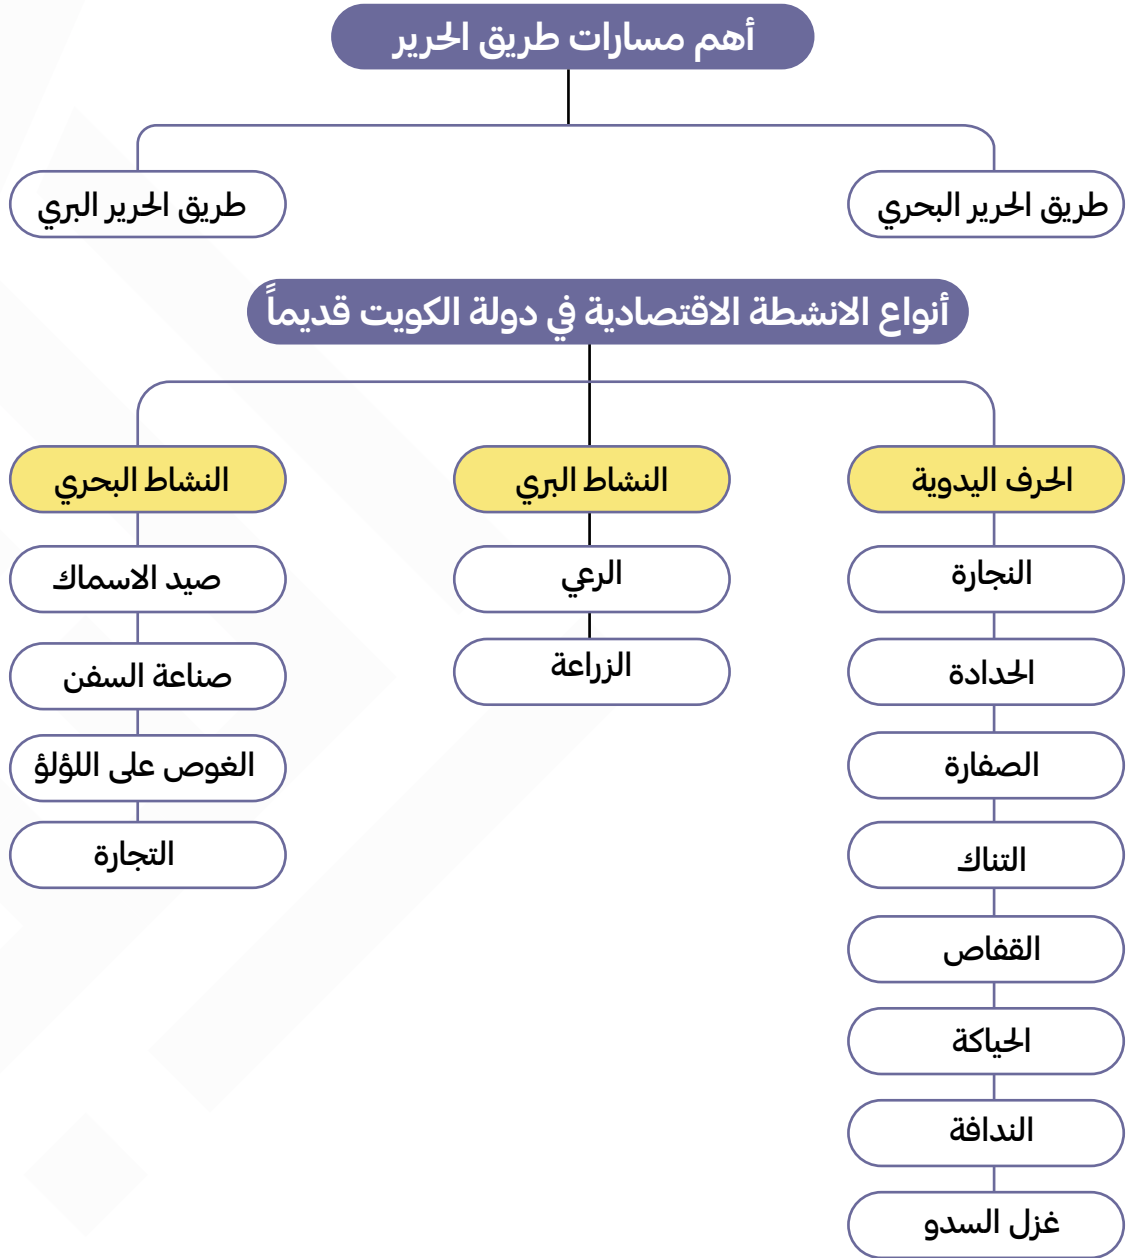 أهم مسارات طريق الحرير
طريق الحرير البحري
طريق الحرير البري
أنواع الانشطة الاقتصادية في دولة الكويت قديماً
الحرف اليدوية
النجارة
الحدادة
الصفارة
التناك
القفاص
الحياكة
الندافة
غزل السدو
النشاط البري
الرعي
الزراعة
النشاط البحري
صيد الاسماك
صناعة السفن
الغوص على اللؤلؤ
التجارة